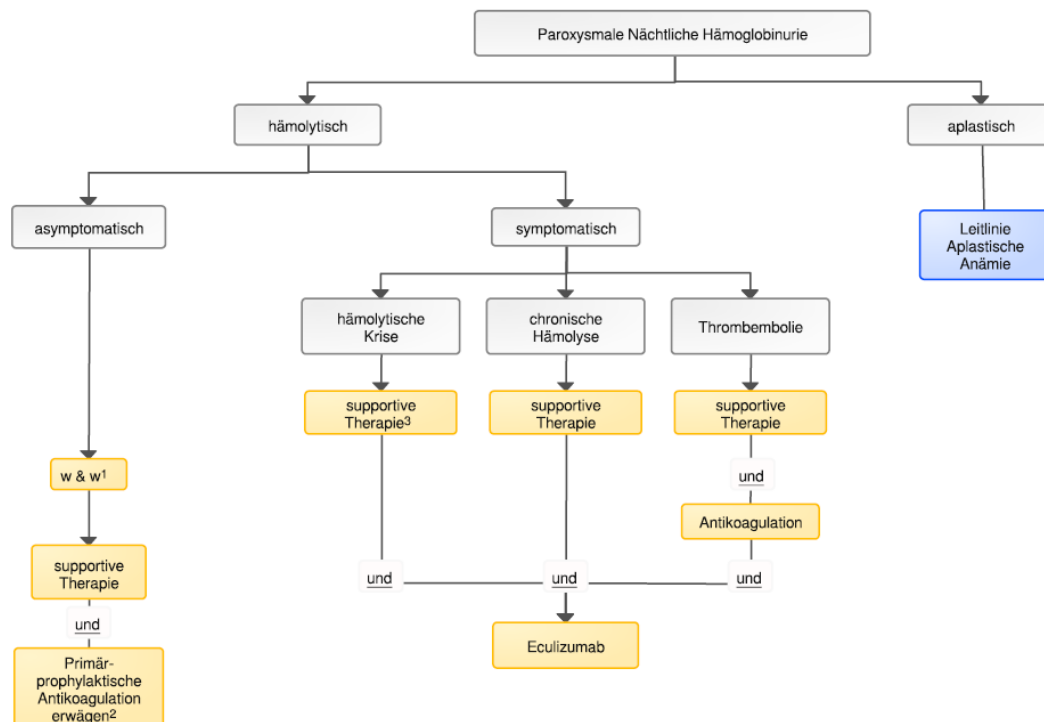 Paroxysmale Nächtliche Hämoglobinurie
hämolytisch
aplastisch
asymptomatisch
symptomatisch
Leitlinie
Aplastische
Anämie
hämolytische
Krise
chronische
Hämolyse
Thrombembolie
supportive
Therapie³
supportive
Therapie
supportive
Therapie
w & w¹
und
Antikoagulation
supportive
Therapie
und
und
und
und
Eculizumab
Primär-
prophylaktische
Antikoagulation
erwägen²